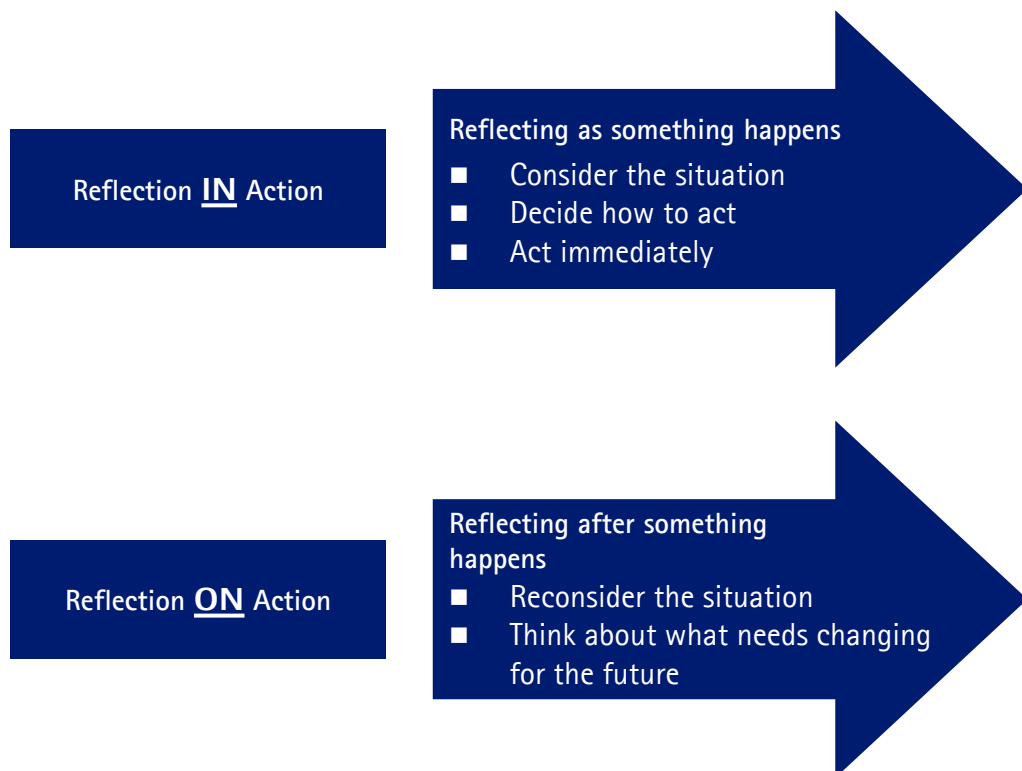 Reflection IN Action
Reflecting as something happens
■ Consider the situation
■ Decide how to act
■ Act immediately
Reflection ON Action
Reflecting after something
happens
■ Reconsider the situation
■ Think about what needs changing
for the future